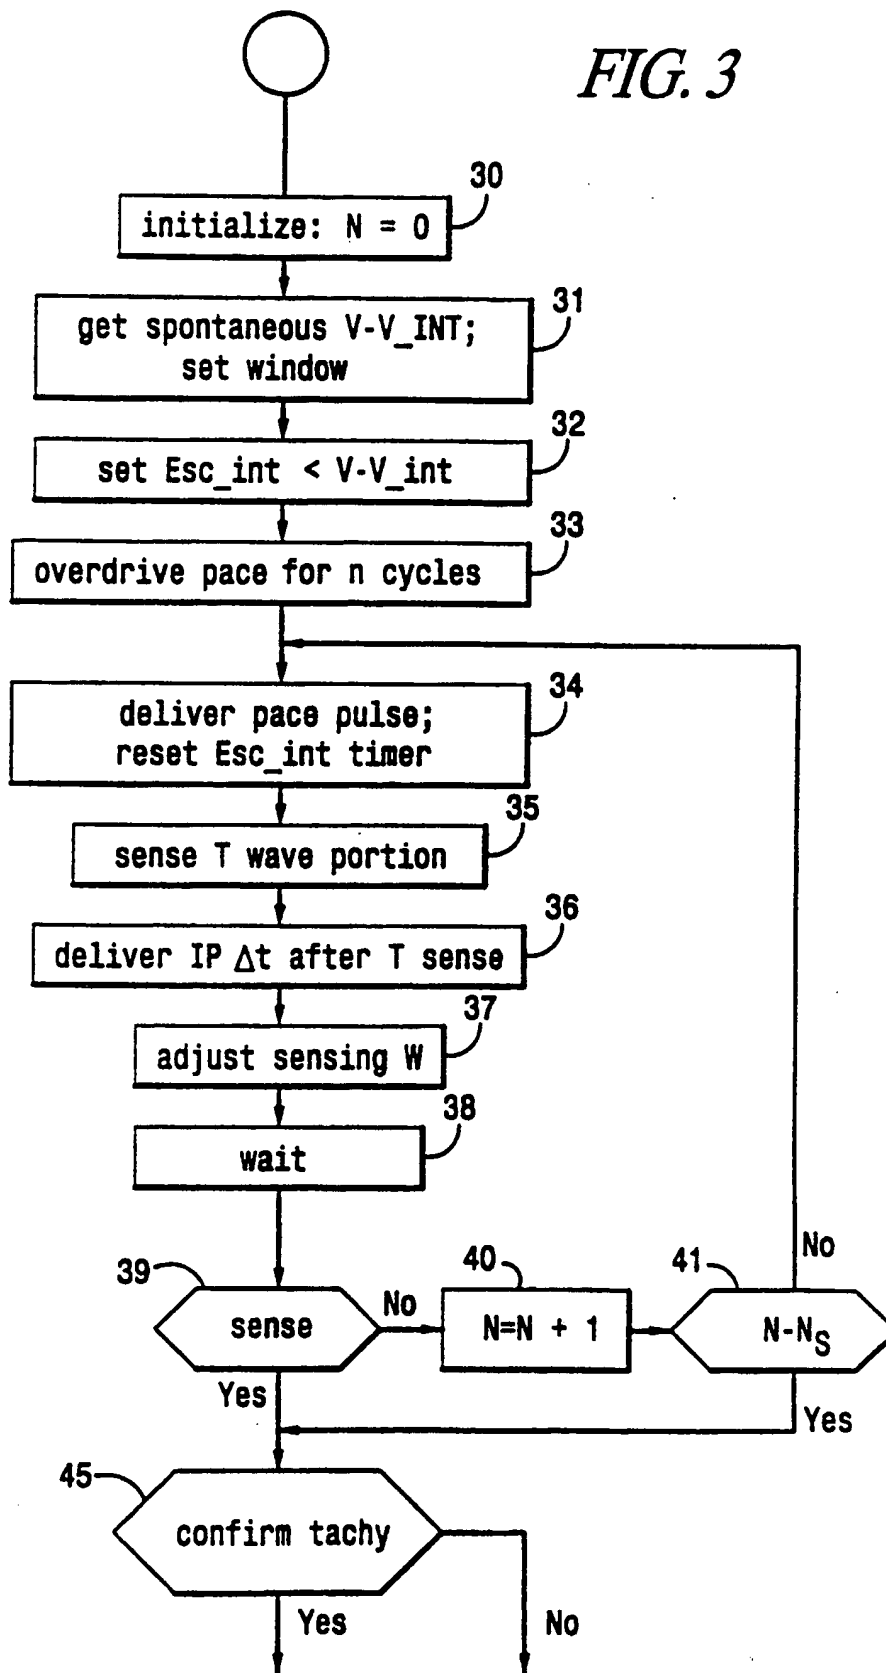 FIG. 3
30
initialize: N = 0
31
get spontaneous V-V_INT;
set window
32
set Esc_int < V-V_int
33
overdrive pace for n cycles
34
deliver pace pulse;
reset Esc_int timer
35
sense T wave portion
36
deliver IP Δt after T sense
37
adjust sensing W
38
wait
39
sense
No
40
N=N + 1
41
N-NS
No
Yes
Yes
45
confirm tachy
Yes
No